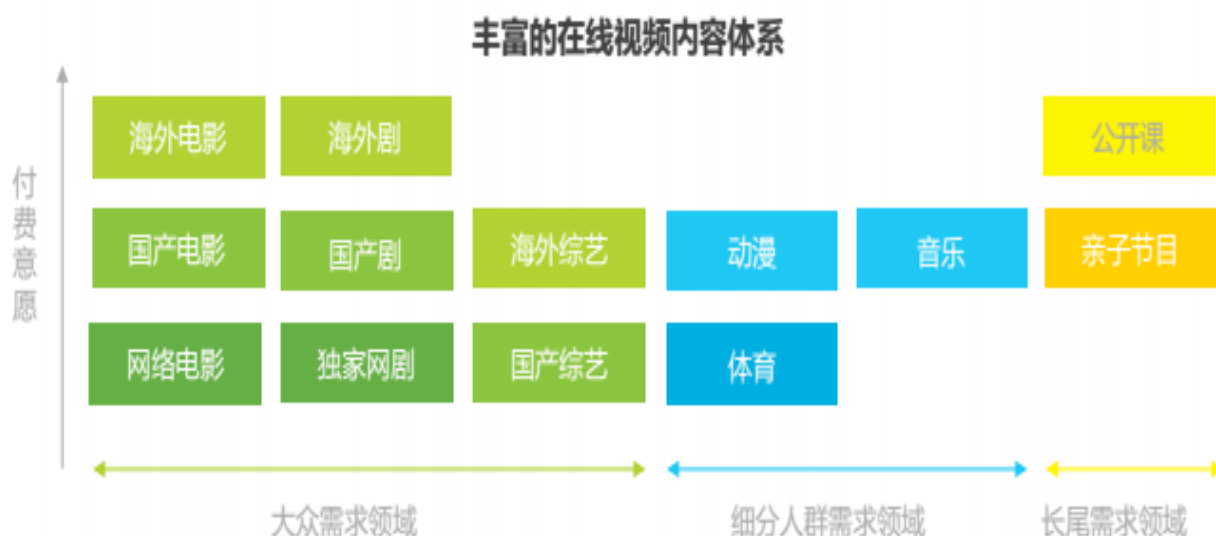 丰富的在线视频内容体系
付费意愿
海外电影
海外剧
公开课
国产电影
国产剧
海外综艺
动漫
音乐
亲子节目
网络电影
独家网剧
国产综艺
体育
大众需求领域
细分人群需求领域
长尾需求领域